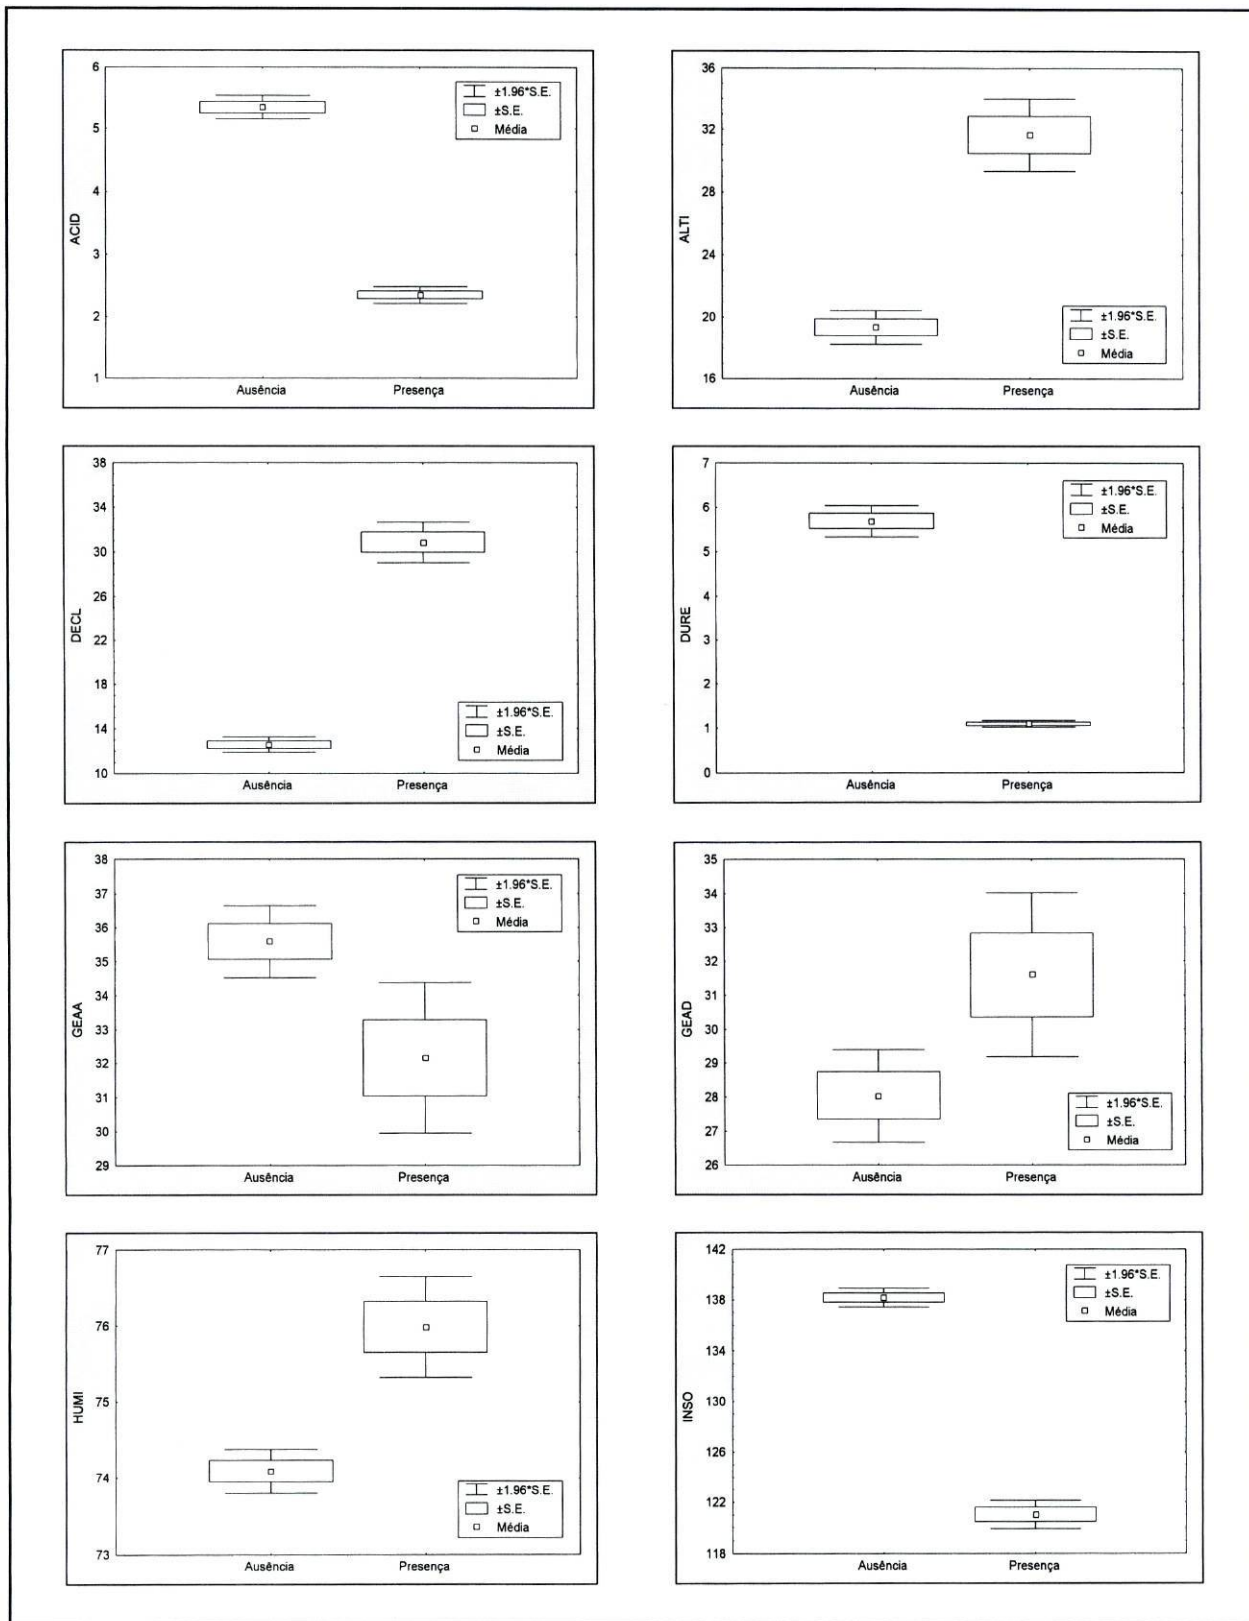 6
5
4
3
2
1
ACID
Ausência
Presença
±1.96*S.E.
±S.E.
Média
36
32
28
24
20
16
ALTI
Ausência
Presença
±1.96*S.E.
±S.E.
Média
38
34
30
26
22
18
14
10
DECL
Ausência
Presença
±1.96*S.E.
±S.E.
Média
7
6
5
4
3
2
1
0
DURE
Ausência
Presença
±1.96*S.E.
±S.E.
Média
38
37
36
35
34
33
32
31
30
29
GEAA
Ausência
Presença
±1.96*S.E.
±S.E.
Média
35
34
33
32
31
30
29
28
27
26
GEAD
Ausência
Presença
±1.96*S.E.
±S.E.
Média
77
76
75
74
73
HUMI
Ausência
Presença
±1.96*S.E.
±S.E.
Média
142
138
134
130
126
122
118
INSO
Ausência
Presença
±1.96*S.E.
±S.E.
Média